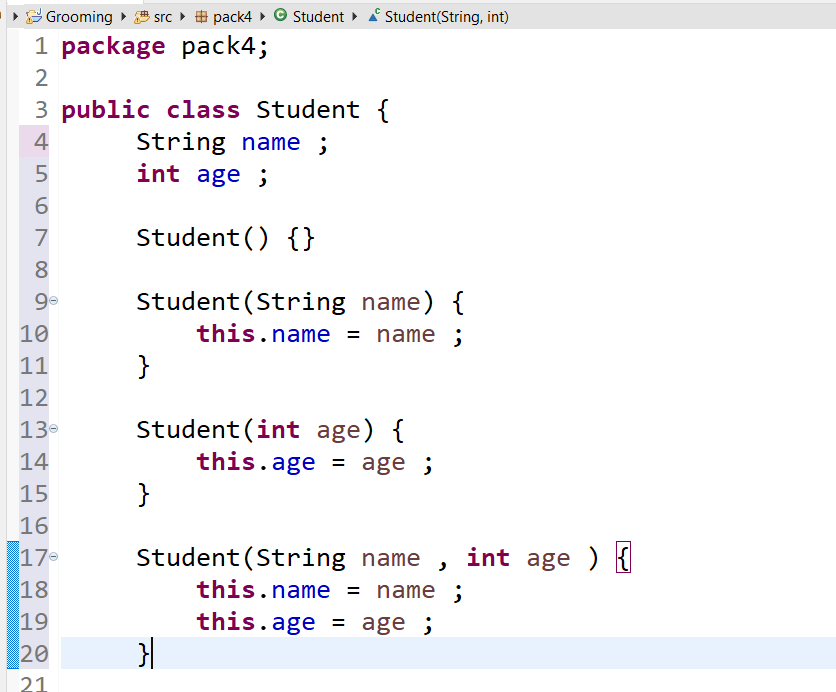 Grooming src pack4 Student Student(String, int)
1 package pack4;
2
3 public class Student {
4 String name ;
5 int age ;
6
7 Student() {}
8
9 Student(String name) {
10 this.name = name ;
11 }
12
13 Student(int age) {
14 this.age = age ;
15 }
16
17 Student(String name , int age ) {
18 this.name = name ;
19 this.age = age ;
20 }
21